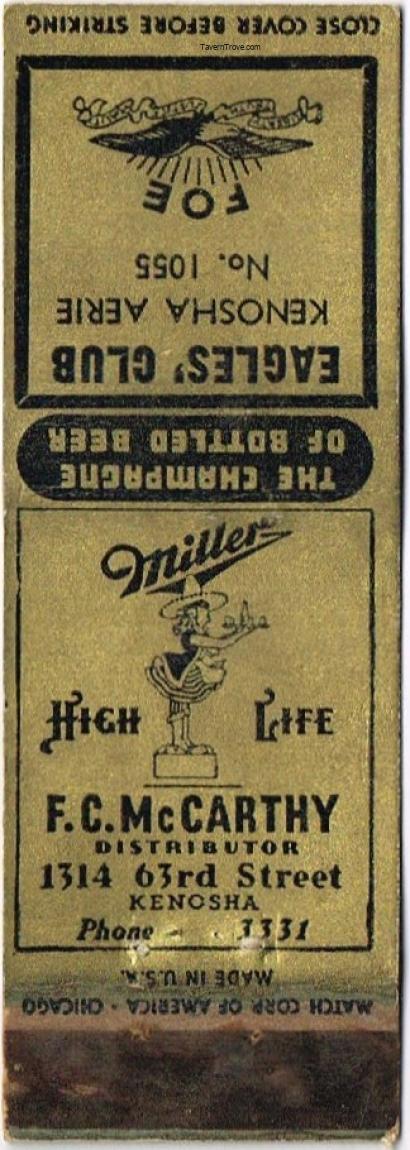 CLOSE COVER BEFORE STRIKING
TavernTrove.com
EAGLES' CLUB
KENOSHA AERIE
No. 1055
FOE
THE CHAMPAGNE
OF BOTTLED BEER
Miller
HIGH LIFE
F.C. McCARTHY
DISTRIBUTOR
1314 63rd Street
KENOSHA
Phone - - 3331
MADE IN U.S.A.
MATCH CORP OF AMERICA - CHICAGO